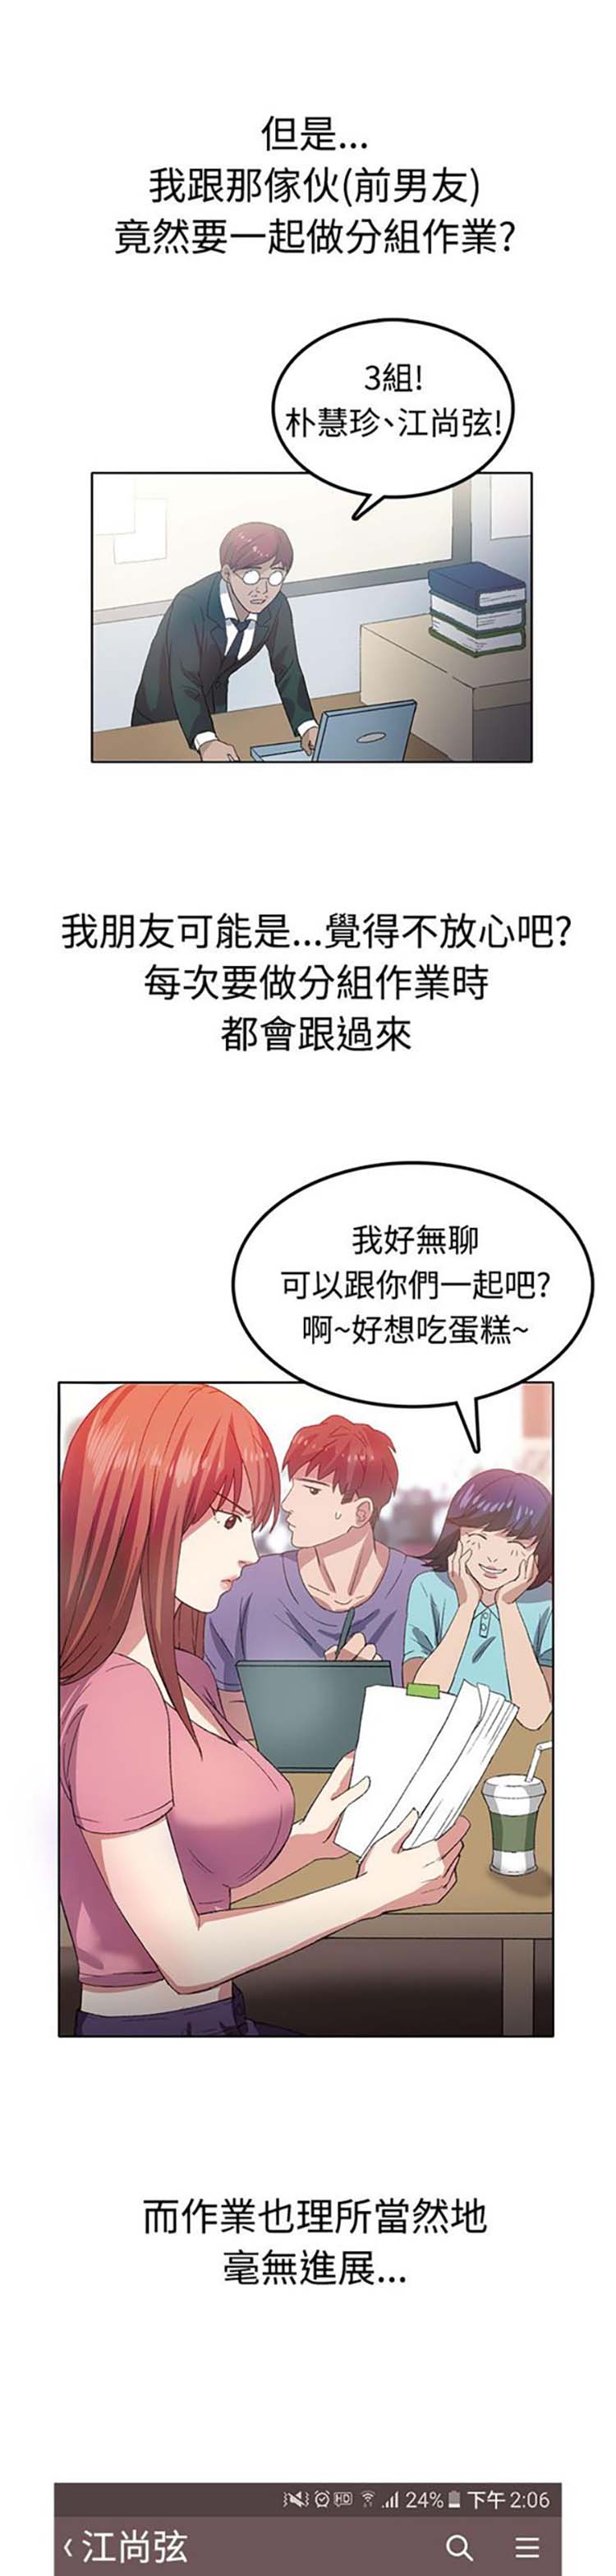 但是...
我跟那傢伙(前男友)
竟然要一起做分組作業?
3組!
朴慧珍、江尚弦!
我朋友可能是...覺得不放心吧?
每次要做分組作業時
都會跟過來
我好無聊
可以跟你們一起吧?
啊~好想吃蛋糕~
而作業也理所當然地
毫無進展...
HD 24% 下午 2:06
江尚弦